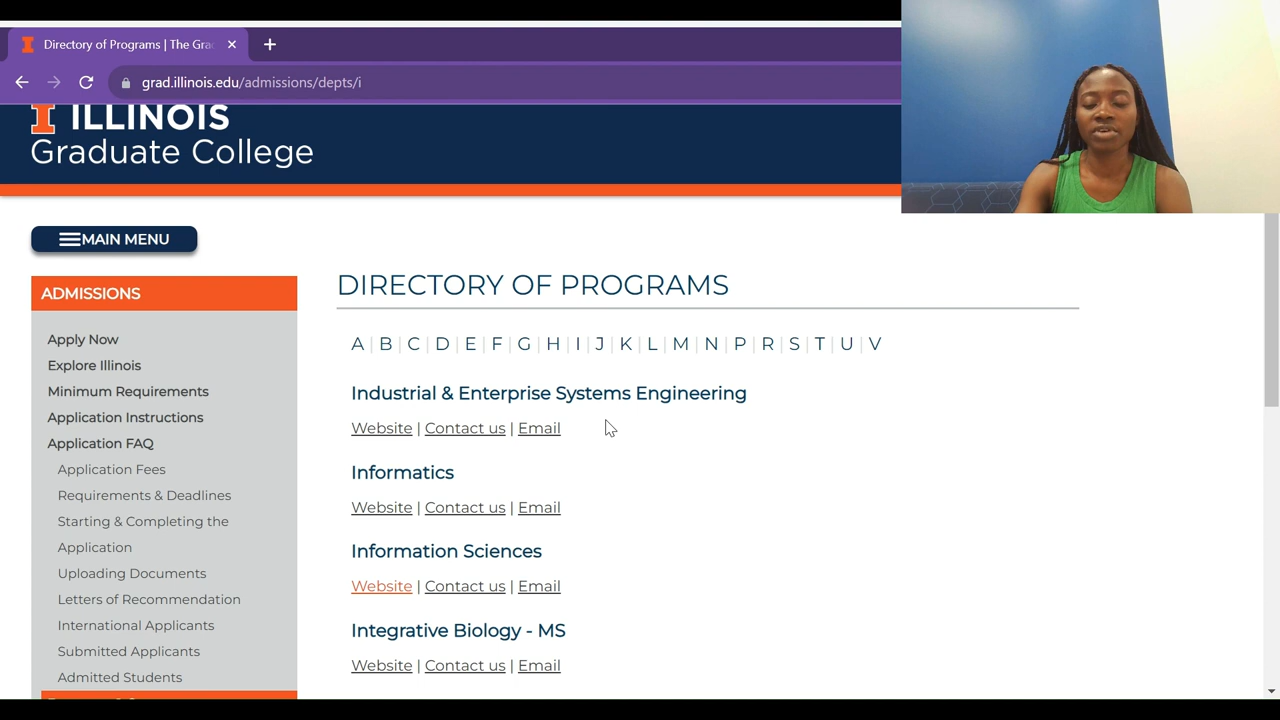 Directory of Programs | The Gra
grad.illinois.edu/admissions/depts/i
I ILLINOIS
Graduate College
MAIN MENU
ADMISSIONS
Apply Now
Explore Illinois
Minimum Requirements
Application Instructions
Application FAQ
Application Fees
Requirements & Deadlines
Starting & Completing the
Application
Uploading Documents
Letters of Recommendation
International Applicants
Submitted Applicants
Admitted Students
DIRECTORY OF PROGRAMS
A | B | C | D | E | F | G | H | I | J | K | L | M | N | P | R | S | T | U | V
Industrial & Enterprise Systems Engineering
Website | Contact us | Email
Informatics
Website | Contact us | Email
Information Sciences
Website | Contact us | Email
Integrative Biology - MS
Website | Contact us | Email